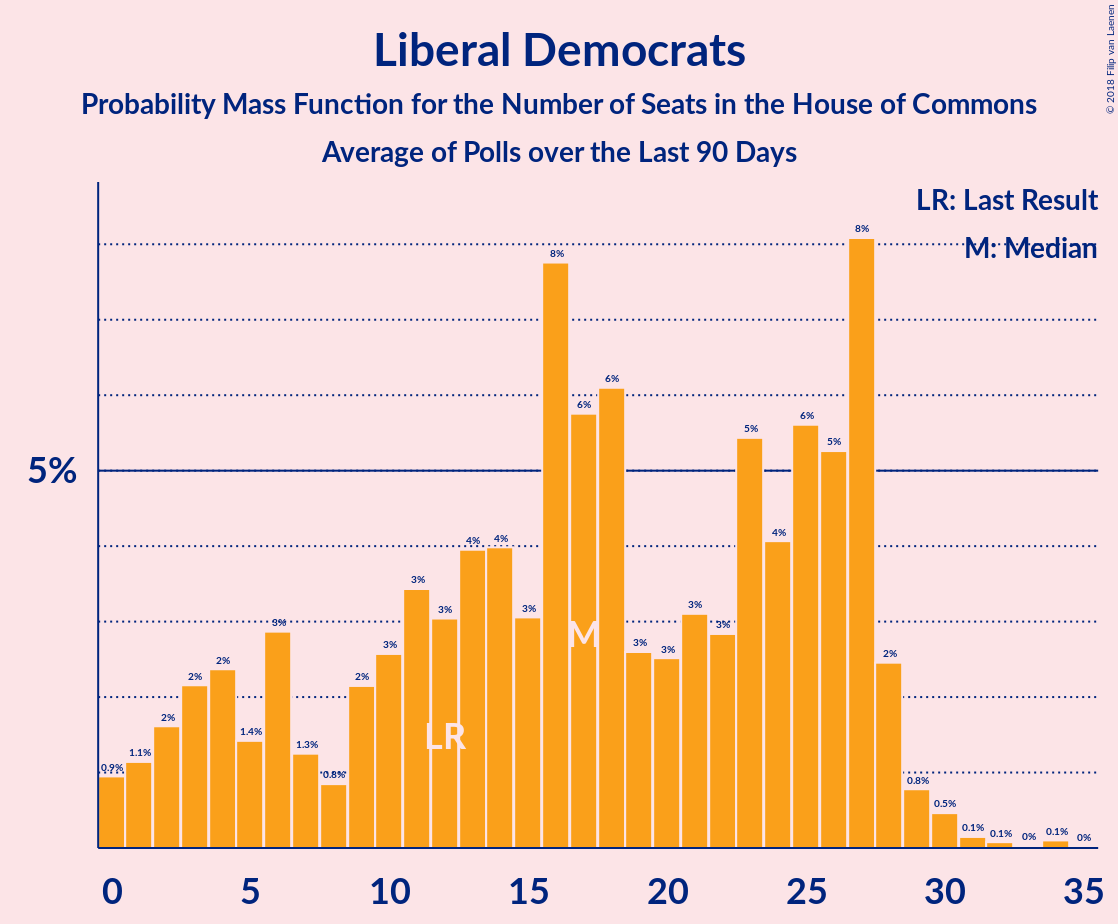 © 2018 Filip van Laenen
Liberal Democrats
Probability Mass Function for the Number of Seats in the House of Commons
Average of Polls over the Last 90 Days
LR: Last Result
M: Median
5%
0.9% 1.1% 2% 2% 2% 1.4% 3% 1.3% 0.8% 2% 3% 3% 3% 4% 4% 3% 8% 6% 6% 3% 3% 3% 3% 5% 4% 6% 5% 8% 2% 0.8% 0.5% 0.1% 0.1% 0% 0.1% 0%
M
LR
0 5 10 15 20 25 30 35